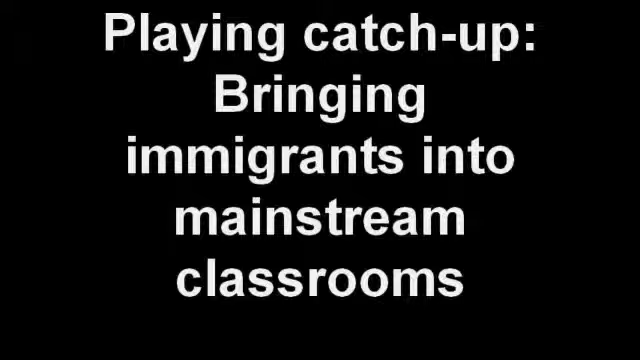 Playing catch-up:
Bringing
immigrants into
mainstream
classrooms